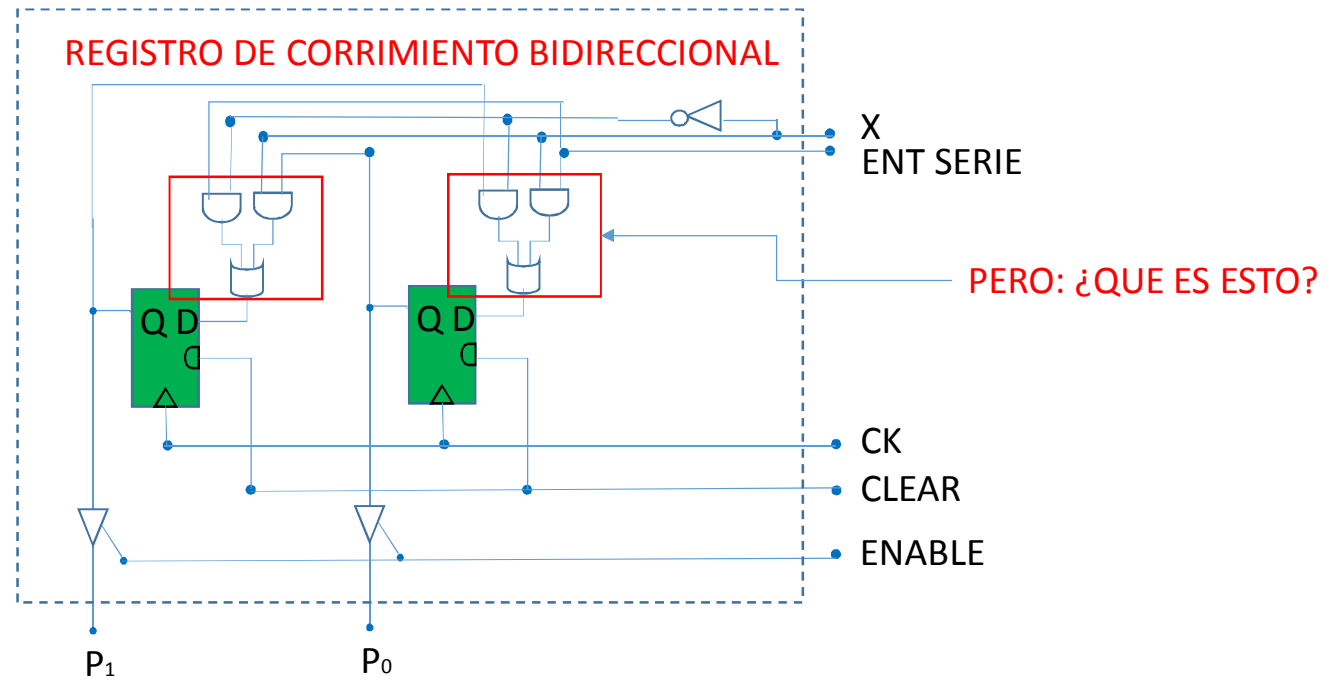 REGISTRO DE CORRIMIENTO BIDIRECCIONAL
X
ENT SERIE
PERO: ¿QUE ES ESTO?
Q D
Q D
CK
CLEAR
ENABLE
P1
P0